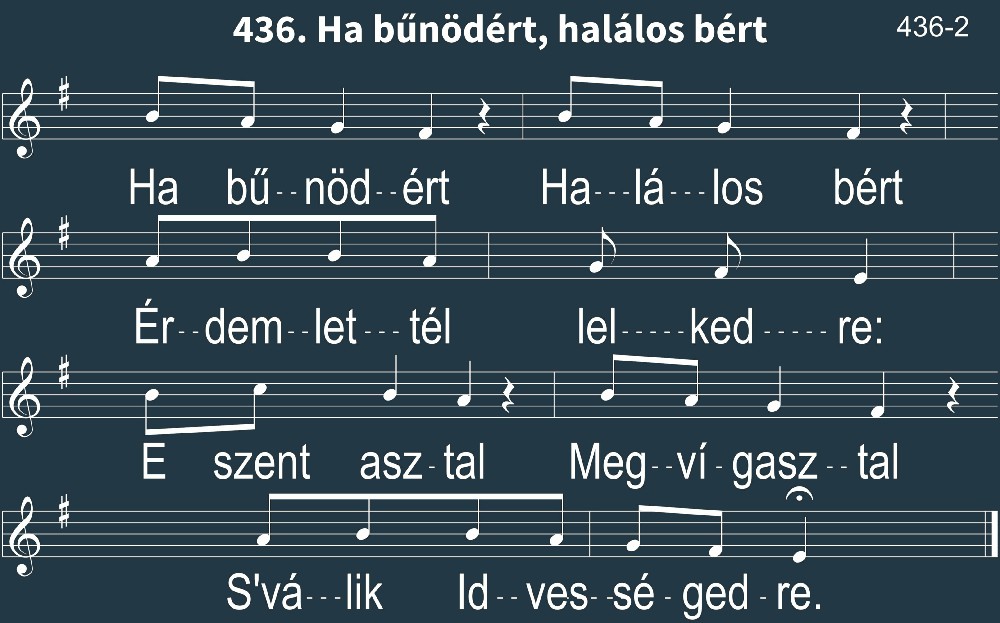 436. Ha bűnödért, halálos bért 436-2
Ha bű--nöd--ért Ha---lá---los bért
Ér--dem--let---tél lel-----ked-----re:
E szent asz-tal Meg--ví-gasz--tal
S'vá---lik Id--ves--sé-ged-re.